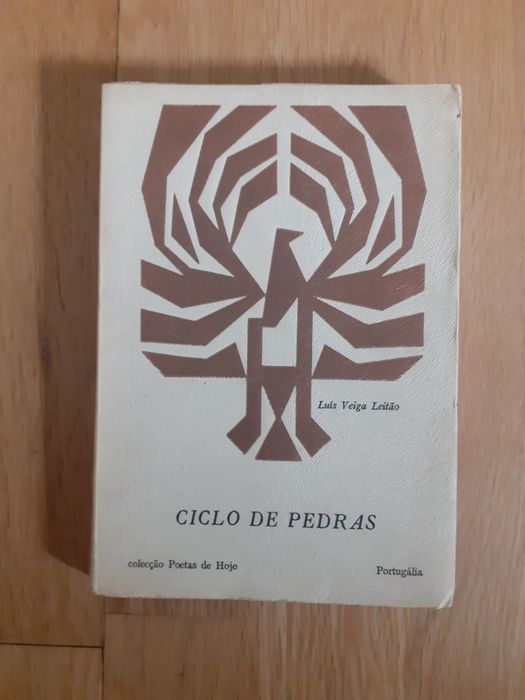 Luís Veiga Leitão
CICLO DE PEDRAS
colecção Poetas de Hoje
Portugália